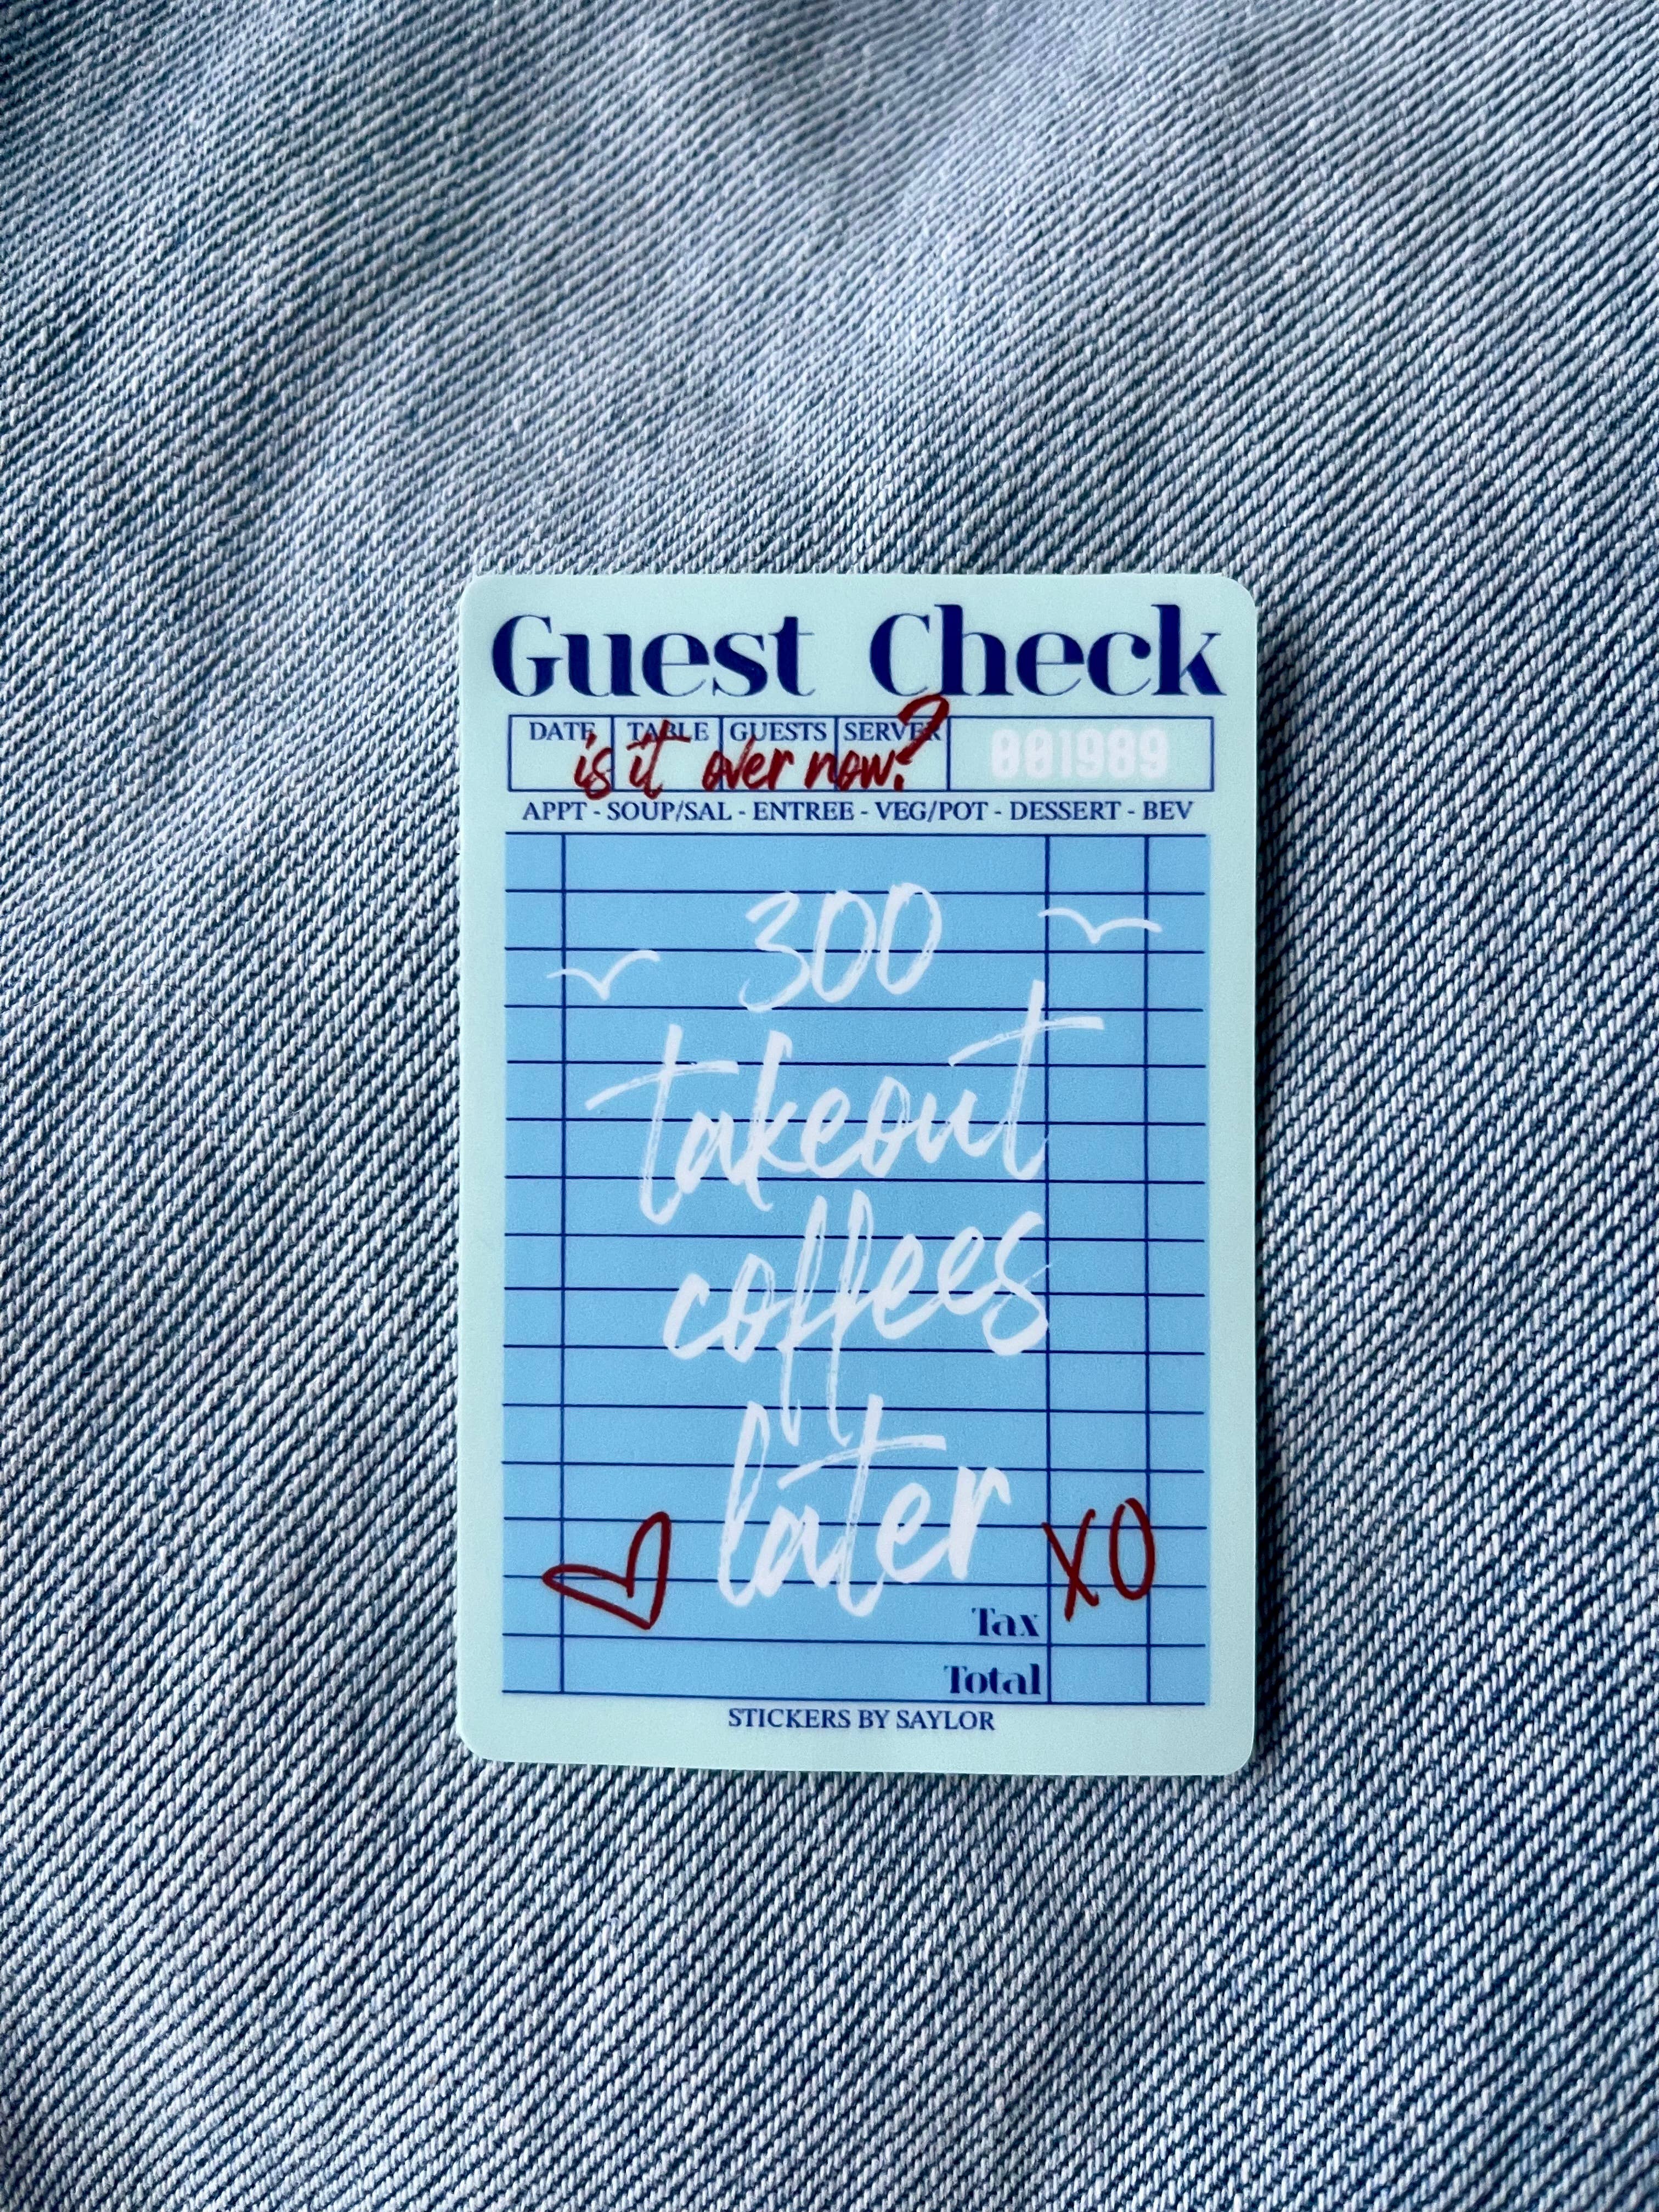 Guest Check
DATE TABLE GUESTS SERVER 001989
is it over now?
APPT - SOUP/SAL - ENTREE - VEG/POT - DESSERT - BEV
300
takeout
coffees
later
XO
Tax
Total
STICKERS BY SAYLOR